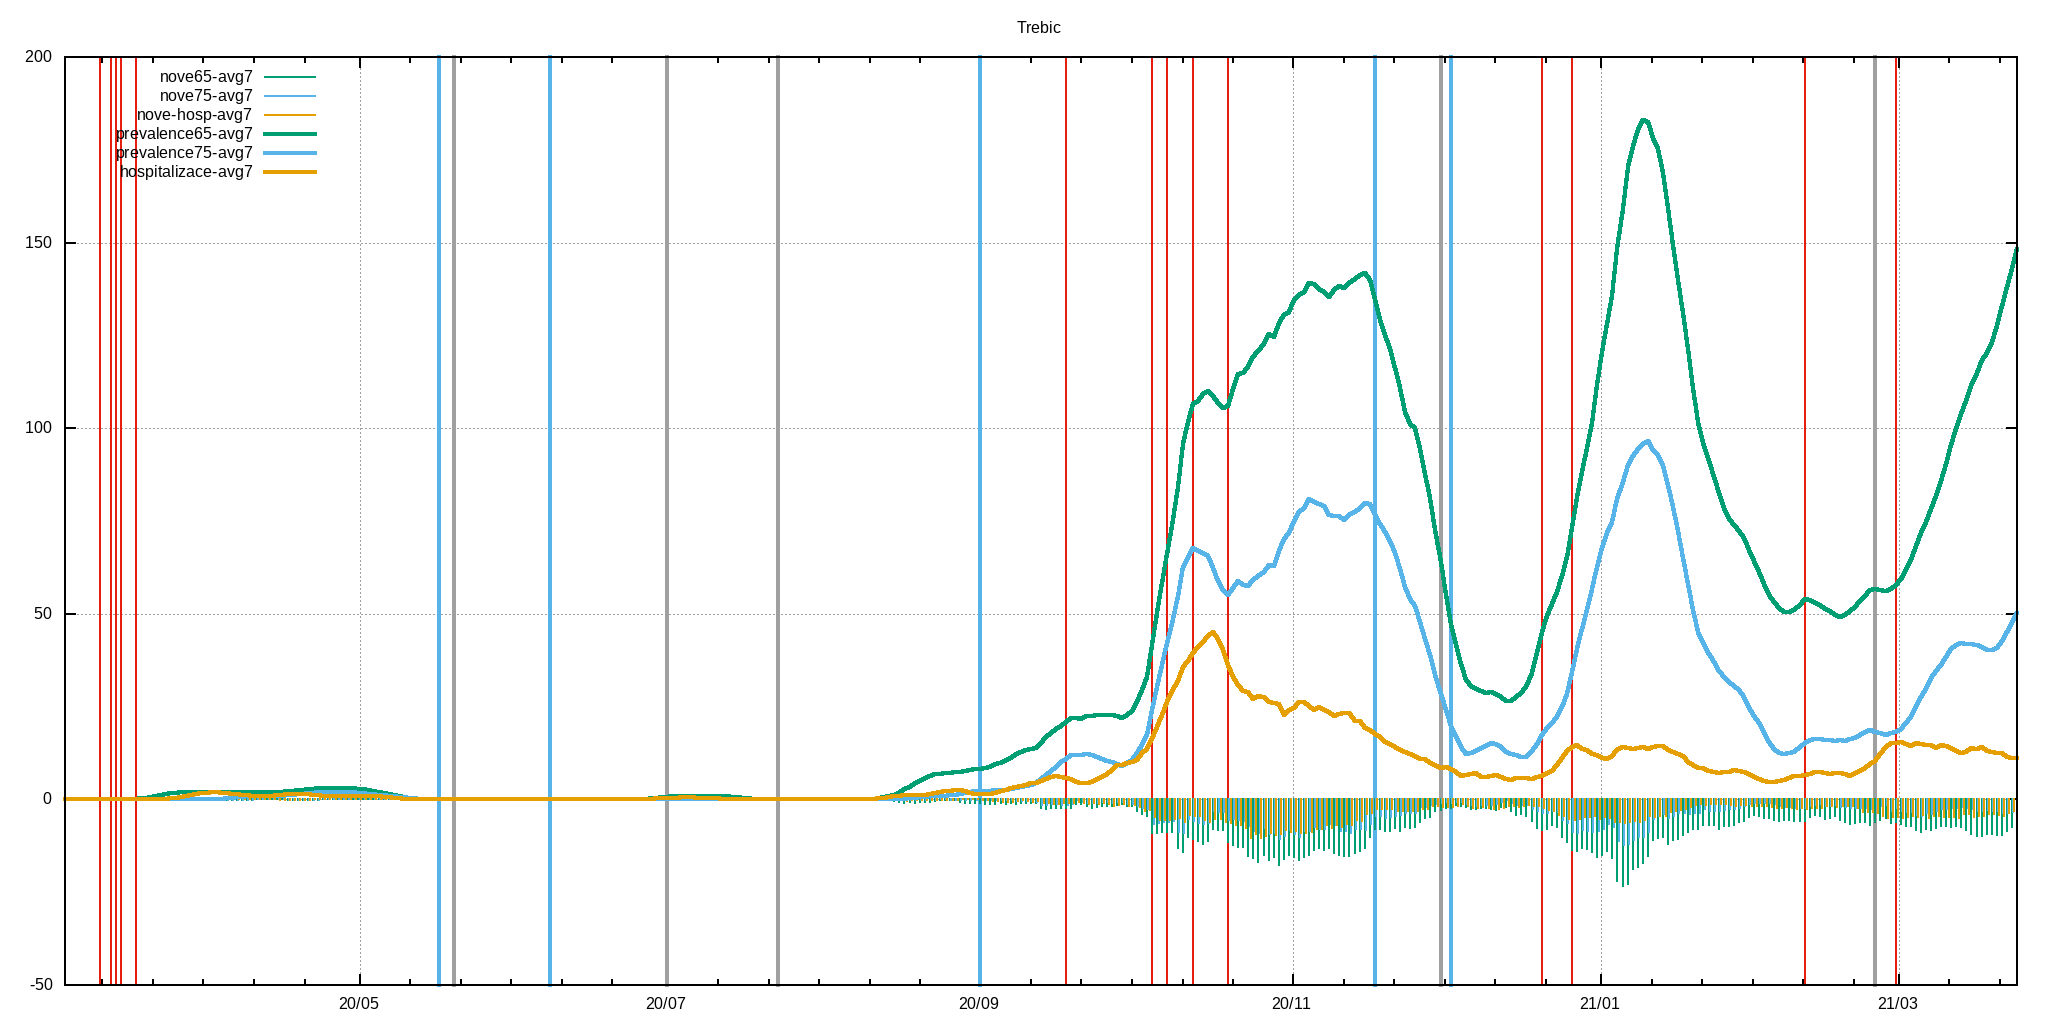 Trebic
200
150
100
50
0
-50
nove65-avg7
nove75-avg7
nove-hosp-avg7
prevalence65-avg7
prevalence75-avg7
hospitalizace-avg7
20/05
20/07
20/09
20/11
21/01
21/03